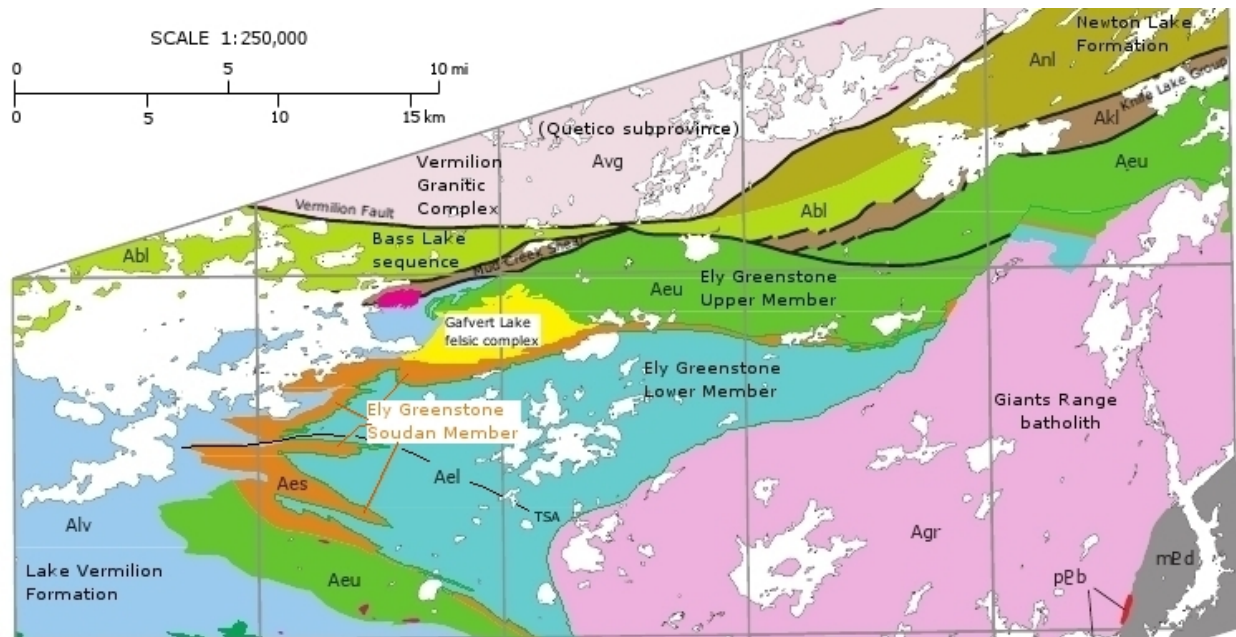 SCALE 1:250,000
0 5 10 mi
0 5 10 15 km
Newton Lake
Formation
Anl
Knife Lake Group
Akl
(Quetico subprovince)
Avg
Vermilion
Granitic
Complex
Aeu
Vermilion Fault
Abl
Bass Lake
sequence
Abl
Mud Creek Shear
Ely Greenstone
Upper Member
Aeu
Gafvert Lake
felsic complex
Ely Greenstone
Lower Member
Giants Range
batholith
Ely Greenstone
Soudan Member
Ael
Aes
TSA
Alv
Agr
Lake Vermilion
Formation
Aeu